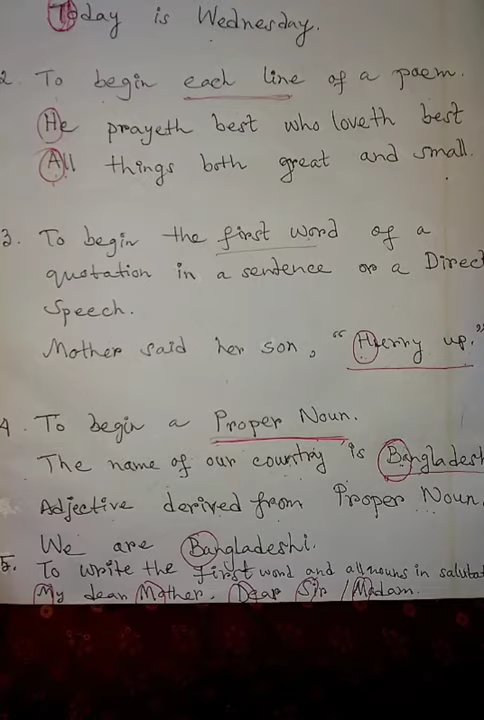 Today is Wednesday.
2. To begin each line of a poem.
He prayeth best who loveth best
All things both great and small.
3. To begin the first word of a
quotation in a sentence or a Direct
Speech.
Mother said her son, "Hurry up."
4. To begin a Proper Noun.
The name of our country is Bangladesh
Adjective derived from Proper Noun.
We are Bangladeshi.
5. To write the first word and all nouns in salutat
My dear Mother. Dear Sir / Madam.